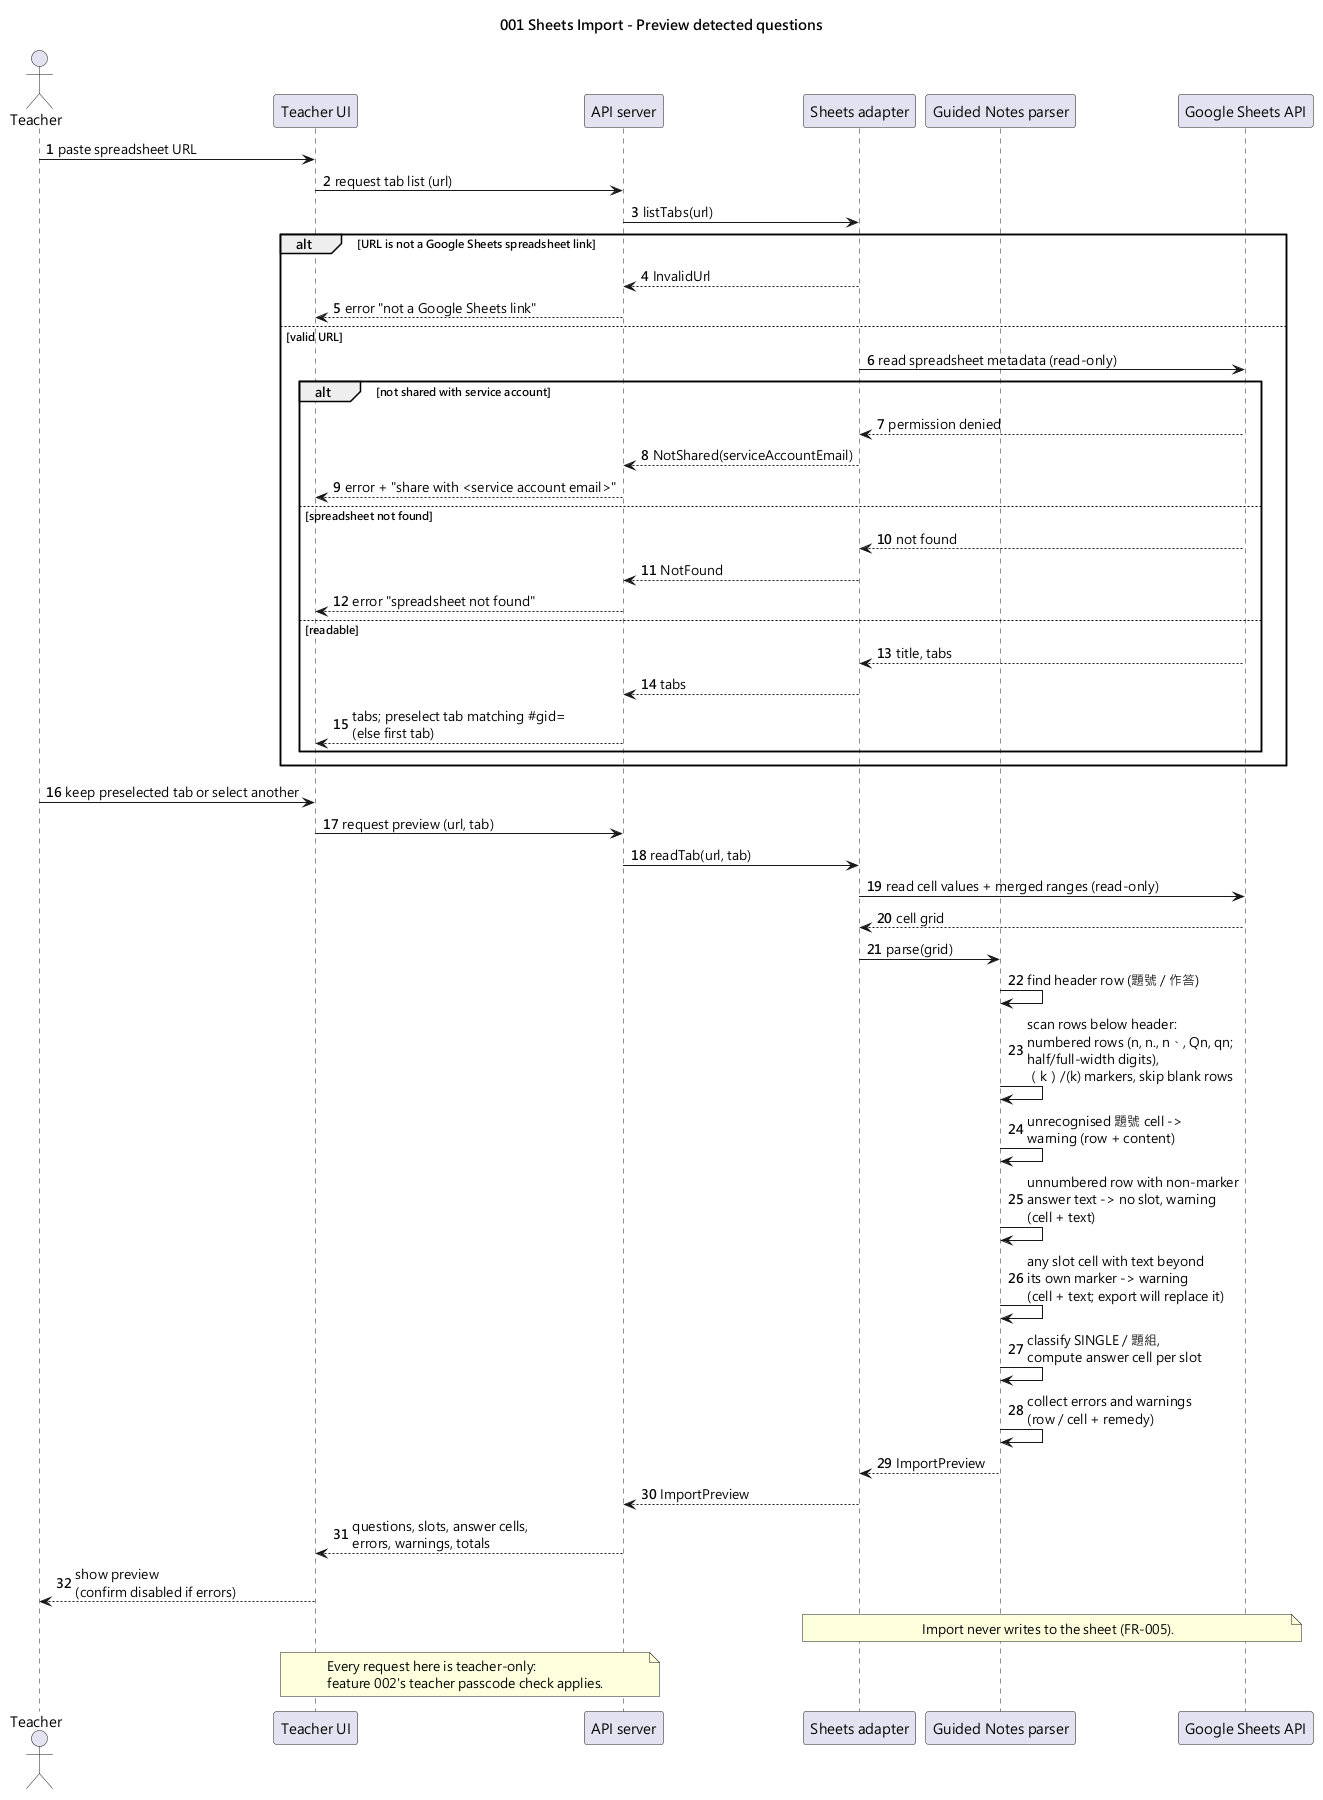 001 Sheets Import - Preview detected questions
Teacher
Teacher UI
API server
Sheets adapter
Guided Notes parser
Google Sheets API
1 paste spreadsheet URL
2 request tab list (url)
3 listTabs(url)
alt [URL is not a Google Sheets spreadsheet link]
4 InvalidUrl
5 error "not a Google Sheets link"
[valid URL]
6 read spreadsheet metadata (read-only)
alt [not shared with service account]
7 permission denied
8 NotShared(serviceAccountEmail)
9 error + "share with <service account email>"
[spreadsheet not found]
10 not found
11 NotFound
12 error "spreadsheet not found"
[readable]
13 title, tabs
14 tabs
15 tabs; preselect tab matching #gid=
(else first tab)
16 keep preselected tab or select another
17 request preview (url, tab)
18 readTab(url, tab)
19 read cell values + merged ranges (read-only)
20 cell grid
21 parse(grid)
22 find header row (題號 / 作答)
23 scan rows below header:
numbered rows (n, n., n、, Qn, qn;
half/full-width digits),
（k）/(k) markers, skip blank rows
24 unrecognised 題號 cell ->
warning (row + content)
25 unnumbered row with non-marker
answer text -> no slot, warning
(cell + text)
26 any slot cell with text beyond
its own marker -> warning
(cell + text; export will replace it)
27 classify SINGLE / 題組,
compute answer cell per slot
28 collect errors and warnings
(row / cell + remedy)
29 ImportPreview
30 ImportPreview
31 questions, slots, answer cells,
errors, warnings, totals
32 show preview
(confirm disabled if errors)
Import never writes to the sheet (FR-005).
Every request here is teacher-only:
feature 002's teacher passcode check applies.
Teacher
Teacher UI
API server
Sheets adapter
Guided Notes parser
Google Sheets API